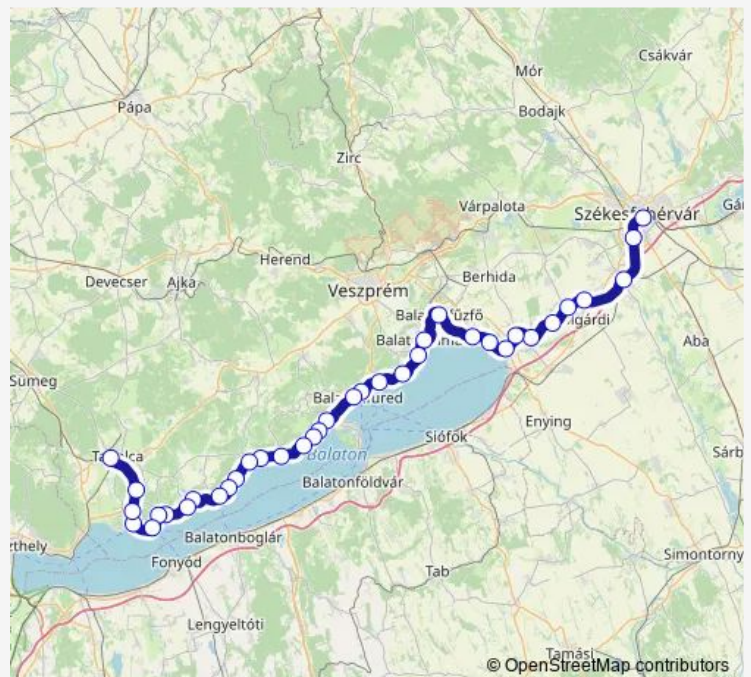 Csákvár
Mór
Pápa
Bodajk
Zirc
Várpalota
Székesfehérvár
Herend
Berhida
Devecser
Ajka
Veszprém
Aba
Sümeg
Enying
Siófok
Balaton
Balatonföldvár
Balatonboglár
Fonyód
Simontorny
Tab
Lengyeltóti
Tamási
© OpenStreetMap contributors